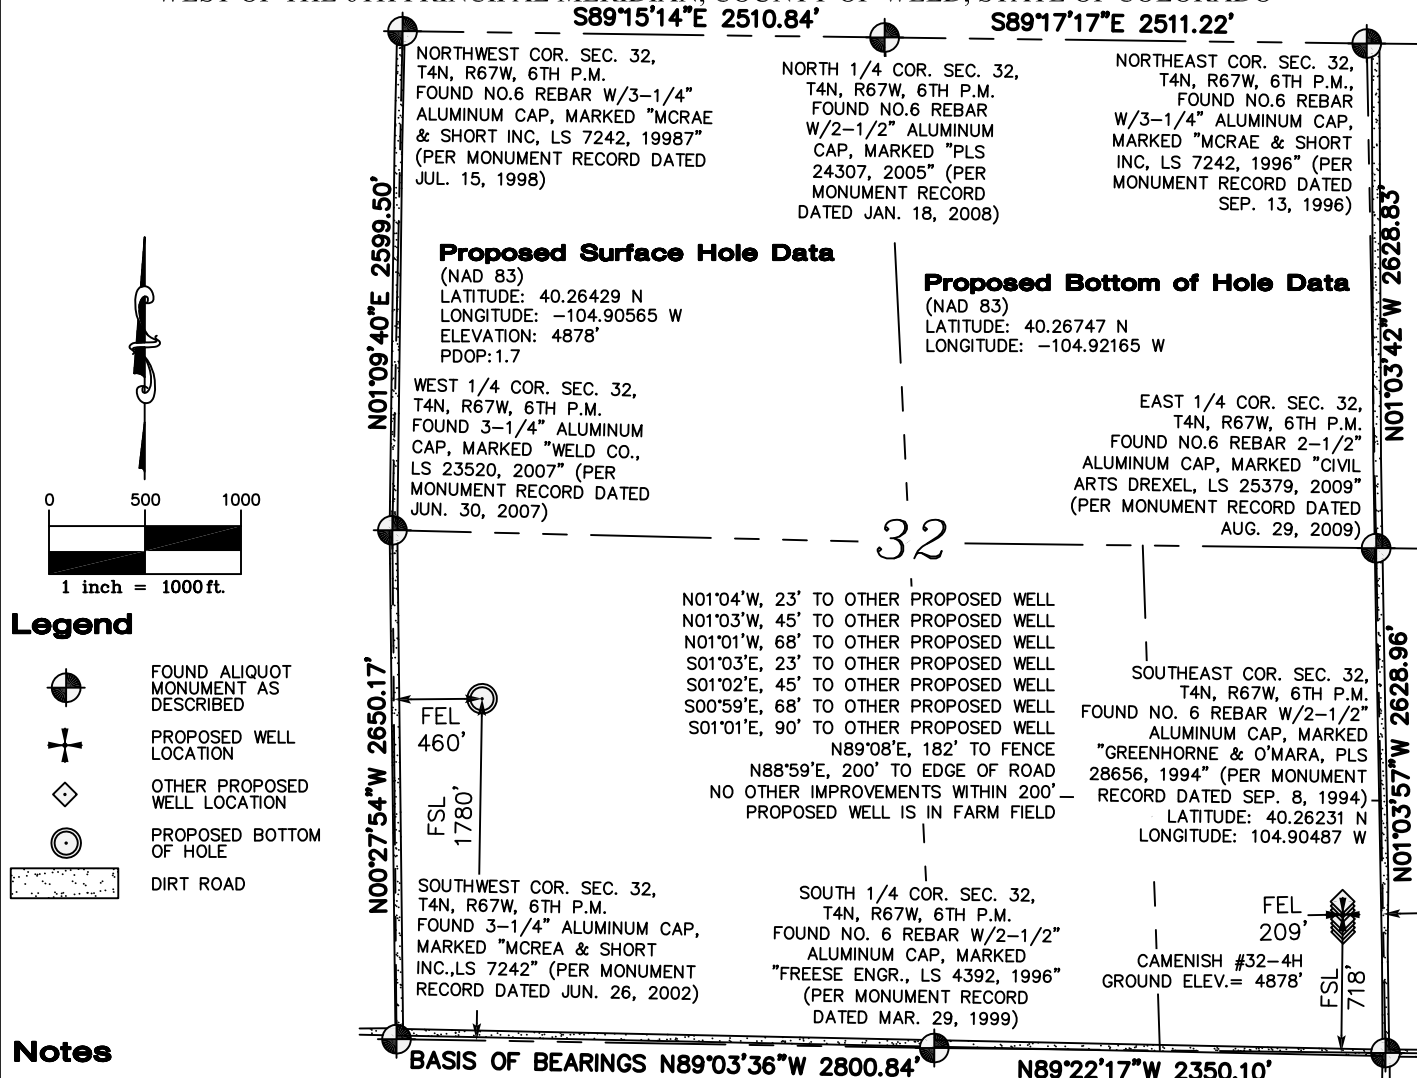 WEST OF THE 6TH PRINCIPAL MERIDIAN, COUNTY OF WELD, STATE OF COLORADO
S89°15'14"E 2510.84'
S89°17'17"E 2511.22'
NORTHWEST COR. SEC. 32,
T4N, R67W, 6TH P.M.
FOUND NO.6 REBAR W/3-1/4"
ALUMINUM CAP, MARKED "MCRAE
& SHORT INC, LS 7242, 19987"
(PER MONUMENT RECORD DATED
JUL. 15, 1998)
NORTH 1/4 COR. SEC. 32,
T4N, R67W, 6TH P.M.
FOUND NO.6 REBAR
W/2-1/2" ALUMINUM
CAP, MARKED "PLS
24307, 2005" (PER
MONUMENT RECORD
DATED JAN. 18, 2008)
NORTHEAST COR. SEC. 32,
T4N, R67W, 6TH P.M.,
FOUND NO.6 REBAR
W/3-1/4" ALUMINUM CAP,
MARKED "MCRAE & SHORT
INC, LS 7242, 1996" (PER
MONUMENT RECORD DATED
SEP. 13, 1996)
N01°09'40"E 2599.50'
N01°03'42"W 2628.83'
Proposed Surface Hole Data
(NAD 83)
LATITUDE: 40.26429 N
LONGITUDE: -104.90565 W
ELEVATION: 4878'
PDOP:1.7
Proposed Bottom of Hole Data
(NAD 83)
LATITUDE: 40.26747 N
LONGITUDE: -104.92165 W
WEST 1/4 COR. SEC. 32,
T4N, R67W, 6TH P.M.
FOUND 3-1/4" ALUMINUM
CAP, MARKED "WELD CO.,
LS 23520, 2007" (PER
MONUMENT RECORD DATED
JUN. 30, 2007)
EAST 1/4 COR. SEC. 32,
T4N, R67W, 6TH P.M.
FOUND NO.6 REBAR 2-1/2"
ALUMINUM CAP, MARKED "CIVIL
ARTS DREXEL, LS 25379, 2009"
(PER MONUMENT RECORD DATED
AUG. 29, 2009)
0 500 1000
1 inch = 1000ft.
32
Legend
FOUND ALIQUOT
MONUMENT AS
DESCRIBED
PROPOSED WELL
LOCATION
OTHER PROPOSED
WELL LOCATION
PROPOSED BOTTOM
OF HOLE
DIRT ROAD
N00°27'54"W 2650.17'
FEL
460'
FSL
1780'
N01°04'W, 23' TO OTHER PROPOSED WELL
N01°03'W, 45' TO OTHER PROPOSED WELL
N01°01'W, 68' TO OTHER PROPOSED WELL
S01°03'E, 23' TO OTHER PROPOSED WELL
S01°02'E, 45' TO OTHER PROPOSED WELL
S00°59'E, 68' TO OTHER PROPOSED WELL
S01°01'E, 90' TO OTHER PROPOSED WELL
N89°08'E, 182' TO FENCE
N88°59'E, 200' TO EDGE OF ROAD
NO OTHER IMPROVEMENTS WITHIN 200'
PROPOSED WELL IS IN FARM FIELD
SOUTHEAST COR. SEC. 32,
T4N, R67W, 6TH P.M.
FOUND NO. 6 REBAR W/2-1/2"
ALUMINUM CAP, MARKED
"GREENHORNE & O'MARA, PLS
28656, 1994" (PER MONUMENT
RECORD DATED SEP. 8, 1994)
LATITUDE: 40.26231 N
LONGITUDE: 104.90487 W
N01°03'57"W 2628.96'
SOUTHWEST COR. SEC. 32,
T4N, R67W, 6TH P.M.
FOUND 3-1/4" ALUMINUM CAP,
MARKED "MCREA & SHORT
INC.,LS 7242" (PER MONUMENT
RECORD DATED JUN. 26, 2002)
SOUTH 1/4 COR. SEC. 32,
T4N, R67W, 6TH P.M.
FOUND NO. 6 REBAR W/2-1/2"
ALUMINUM CAP, MARKED
"FREESE ENGR., LS 4392, 1996"
(PER MONUMENT RECORD
DATED MAR. 29, 1999)
FEL
209'
CAMENISH #32-4H
GROUND ELEV.= 4878'
FSL
718'
Notes
BASIS OF BEARINGS N89°03'36"W 2800.84'
N89°22'17"W 2350.10'